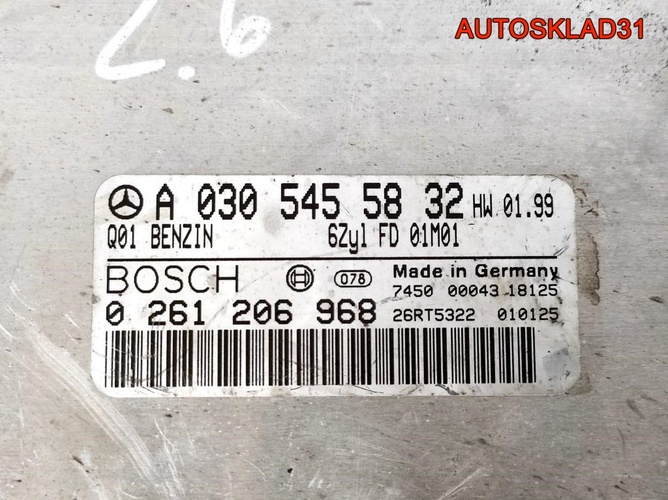 AUTOSKLAD31
2.6
A 030 545 58 32 HW 01.99
Q01 BENZIN 6Zyl FD 01M01
BOSCH 078 Made in Germany
7450 00043 18125
0 261 206 968 26RT5322 010125